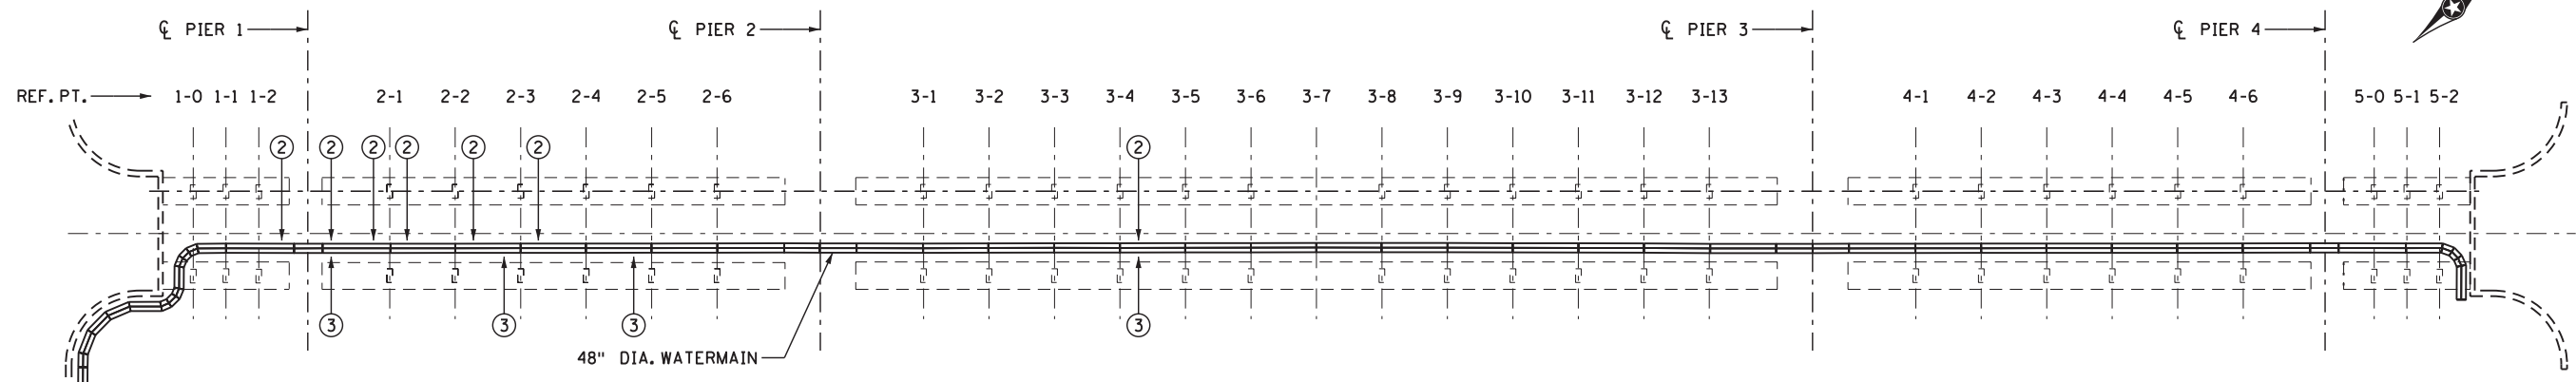 ℄ PIER 1 ℄ PIER 2 ℄ PIER 3 ℄ PIER 4
REF. PT. 1-0 1-1 1-2 2-1 2-2 2-3 2-4 2-5 2-6 3-1 3-2 3-3 3-4 3-5 3-6 3-7 3-8 3-9 3-10 3-11 3-12 3-13 4-1 4-2 4-3 4-4 4-5 4-6 5-0 5-1 5-2
2 2 2 2 2 2 2
3 3 3 3
48" DIA. WATERMAIN